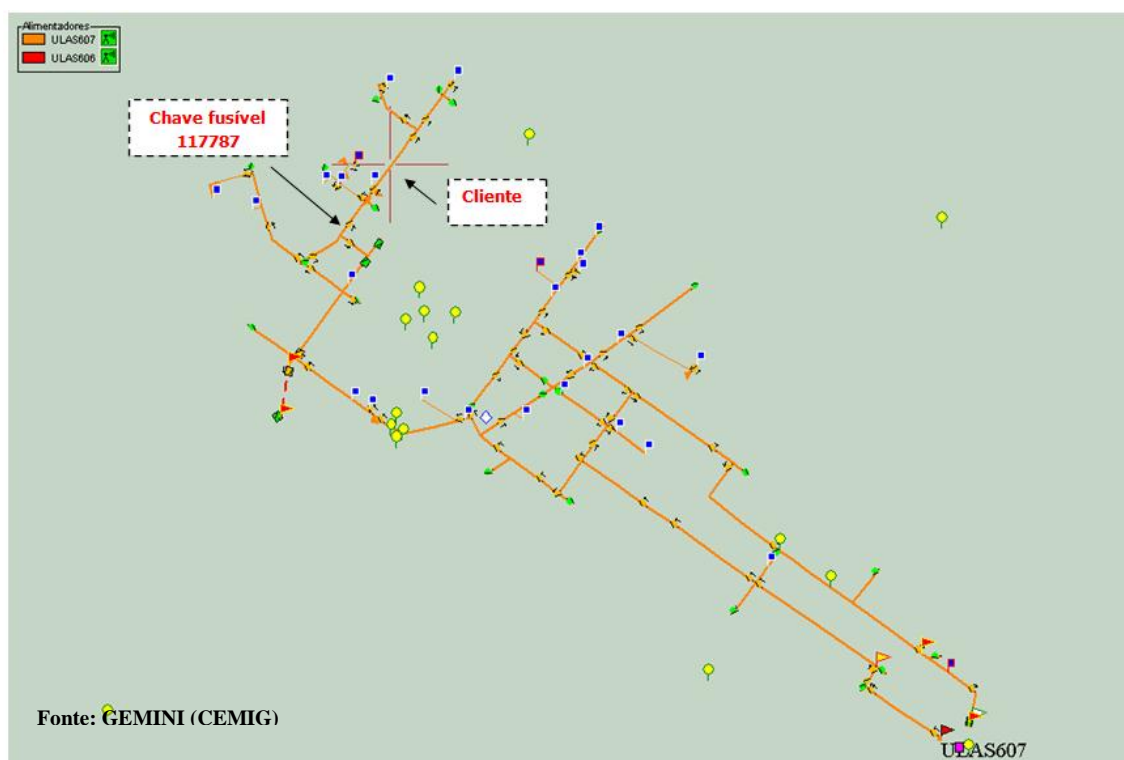 Alimentadores
ULAS607
ULAS606
Chave fusível
117787
Cliente
Fonte: GEMINI (CEMIG)
ULAS607